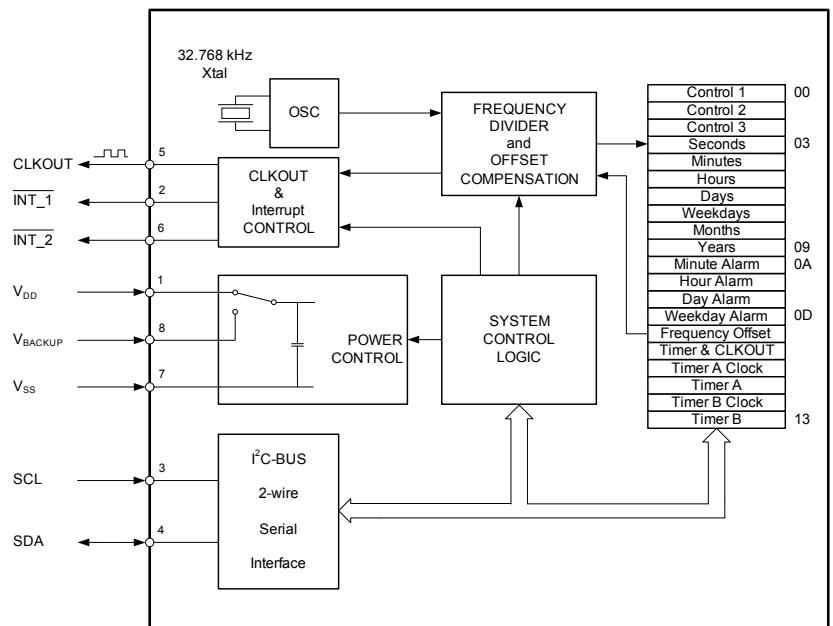 32.768 kHz
Xtal
OSC
FREQUENCY
DIVIDER
and
OFFSET
COMPENSATION
CLKOUT
5
INT_1
2
INT_2
6
CLKOUT
&
Interrupt
CONTROL
VDD
1
VBACKUP
8
VSS
7
POWER
CONTROL
SYSTEM
CONTROL
LOGIC
SCL
3
SDA
4
I²C-BUS
2-wire
Serial
Interface
Control 1 00
Control 2
Control 3
Seconds 03
Minutes
Hours
Days
Weekdays
Months
Years 09
Minute Alarm 0A
Hour Alarm
Day Alarm
Weekday Alarm 0D
Frequency Offset
Timer & CLKOUT
Timer A Clock
Timer A
Timer B Clock
Timer B 13